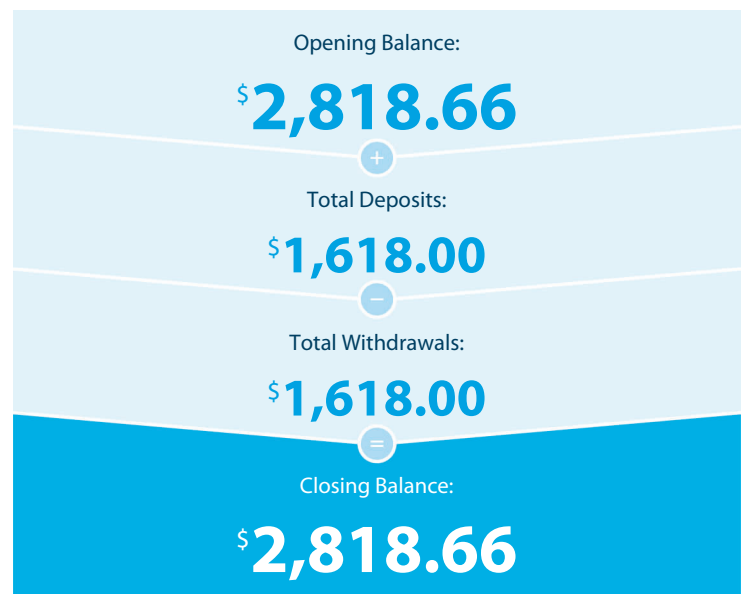 Opening Balance:
$2,818.66
+
Total Deposits:
$1,618.00
−
Total Withdrawals:
$1,618.00
=
Closing Balance:
$2,818.66